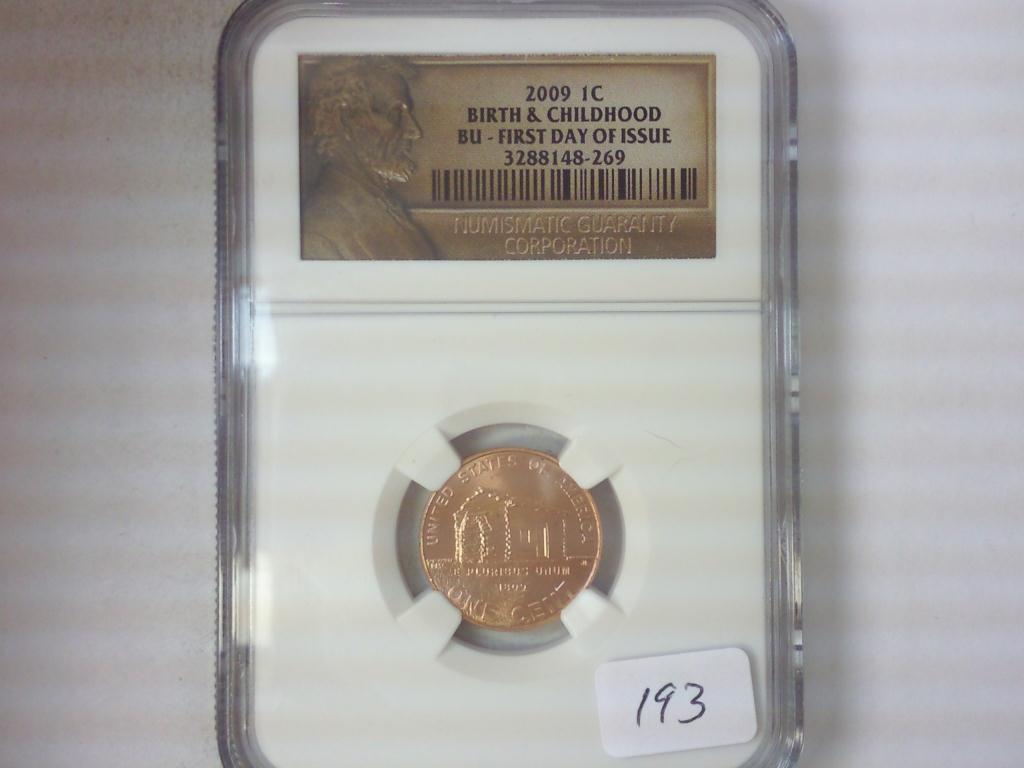 2009 1C
BIRTH & CHILDHOOD
BU - FIRST DAY OF ISSUE
3288148-269
NUMISMATIC GUARANTY
CORPORATION
UNITED STATES OF AMERICA
E PLURIBUS UNUM
1809
ONE CENT
193